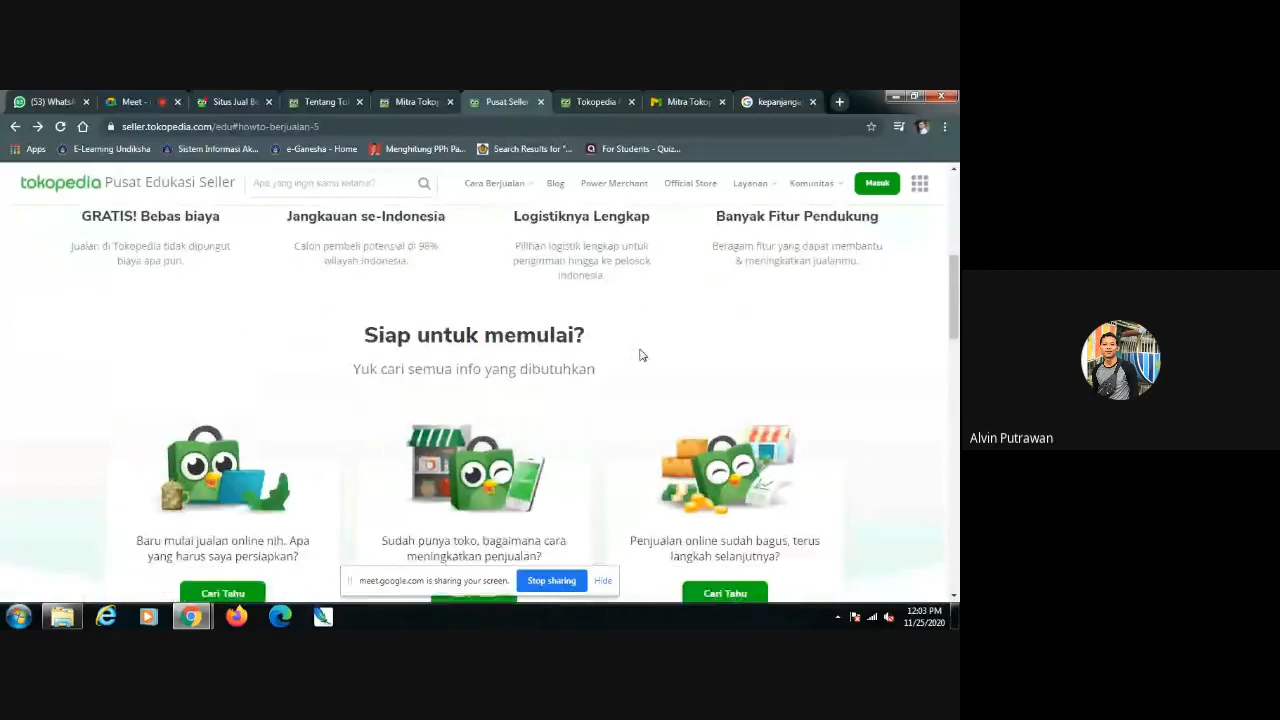 (53) Whats
Meet -
Situs Jual Be
Tentang To
Mitra Tokop
Pusat Seller
Tokopedia
Mitra Tokop
kepanjanga
seller.tokopedia.com/edu#howto-berjualan-5
Apps
E-Learning Undiksha
Sistem Informasi Ak...
e-Ganesha - Home
Menghitung PPh Pa...
Search Results for "...
For Students - Quiz...
tokopedia Pusat Edukasi Seller
Apa yang ingin kamu ketahui?
Cara Berjualan
Blog
Power Merchant
Official Store
Layanan
Komunitas
Masuk
GRATIS! Bebas biaya
Jualan di Tokopedia tidak dipungut
biaya apa pun.
Jangkauan se-Indonesia
Calon pembeli potensial di 98%
wilayah Indonesia.
Logistiknya Lengkap
Pilihan logistik lengkap untuk
pengiriman hingga ke pelosok
Indonesia.
Banyak Fitur Pendukung
Beragam fitur yang dapat membantu
& meningkatkan jualanmu.
Siap untuk memulai?
Yuk cari semua info yang dibutuhkan
Baru mulai jualan online nih. Apa
yang harus saya persiapkan?
Cari Tahu
Sudah punya toko, bagaimana cara
meningkatkan penjualan?
Penjualan online sudah bagus, terus
langkah selanjutnya?
Cari Tahu
meet.google.com is sharing your screen.
Stop sharing
Hide
12:03 PM
11/25/2020
Alvin Putrawan